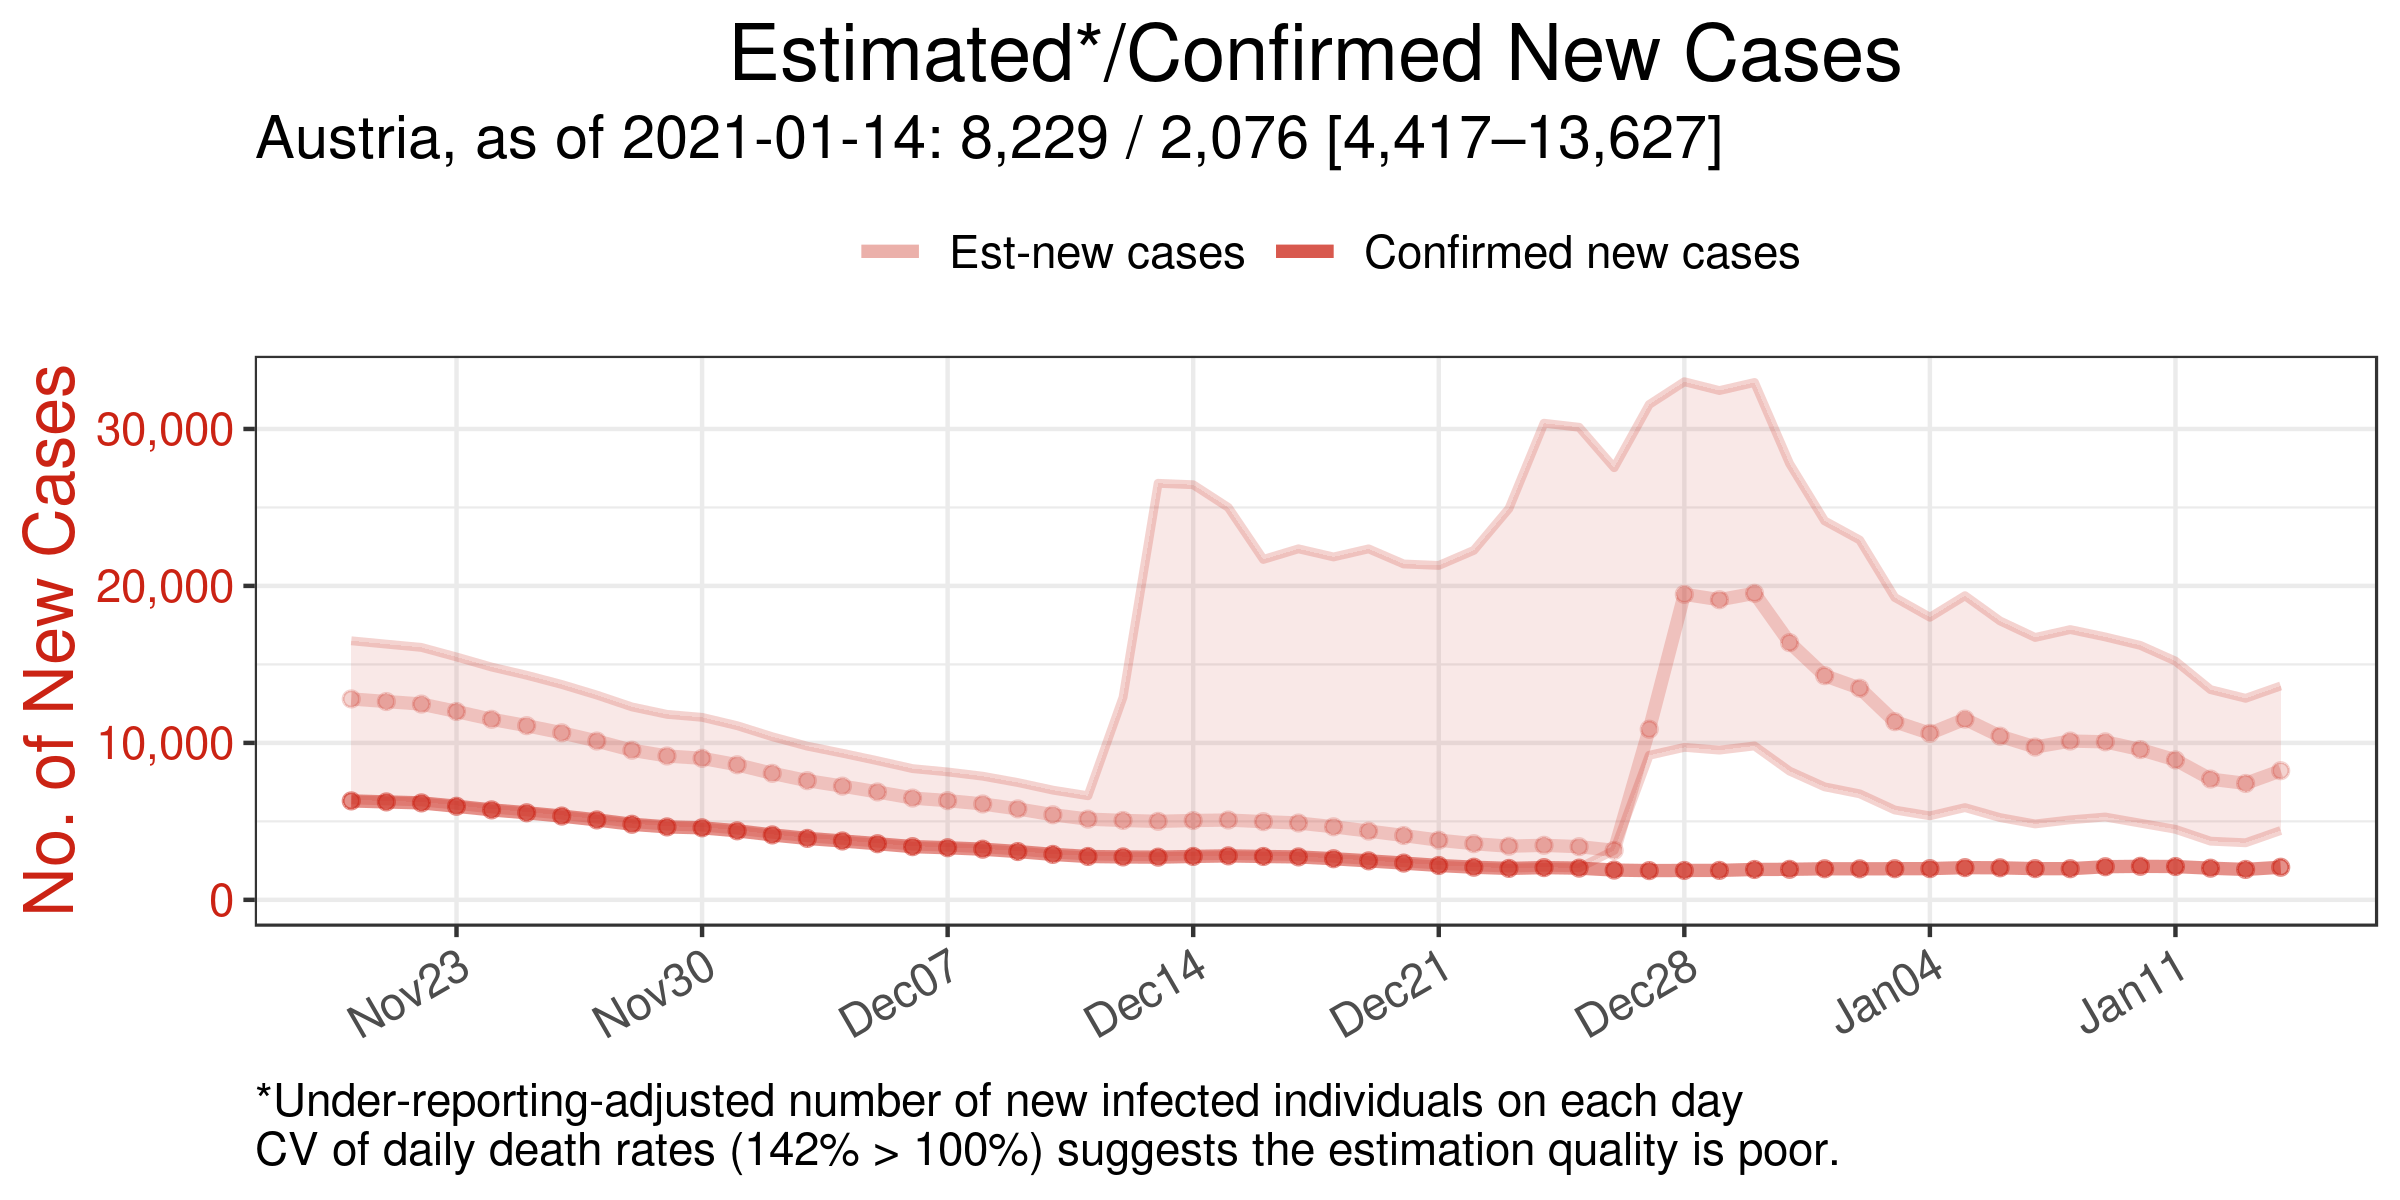 Estimated*/Confirmed New Cases
Austria, as of 2021-01-14: 8,229 / 2,076 [4,417–13,627]
Est-new cases Confirmed new cases
No. of New Cases
30,000
20,000
10,000
0
Nov23 Nov30 Dec07 Dec14 Dec21 Dec28 Jan04 Jan11
*Under-reporting-adjusted number of new infected individuals on each day
CV of daily death rates (142% > 100%) suggests the estimation quality is poor.